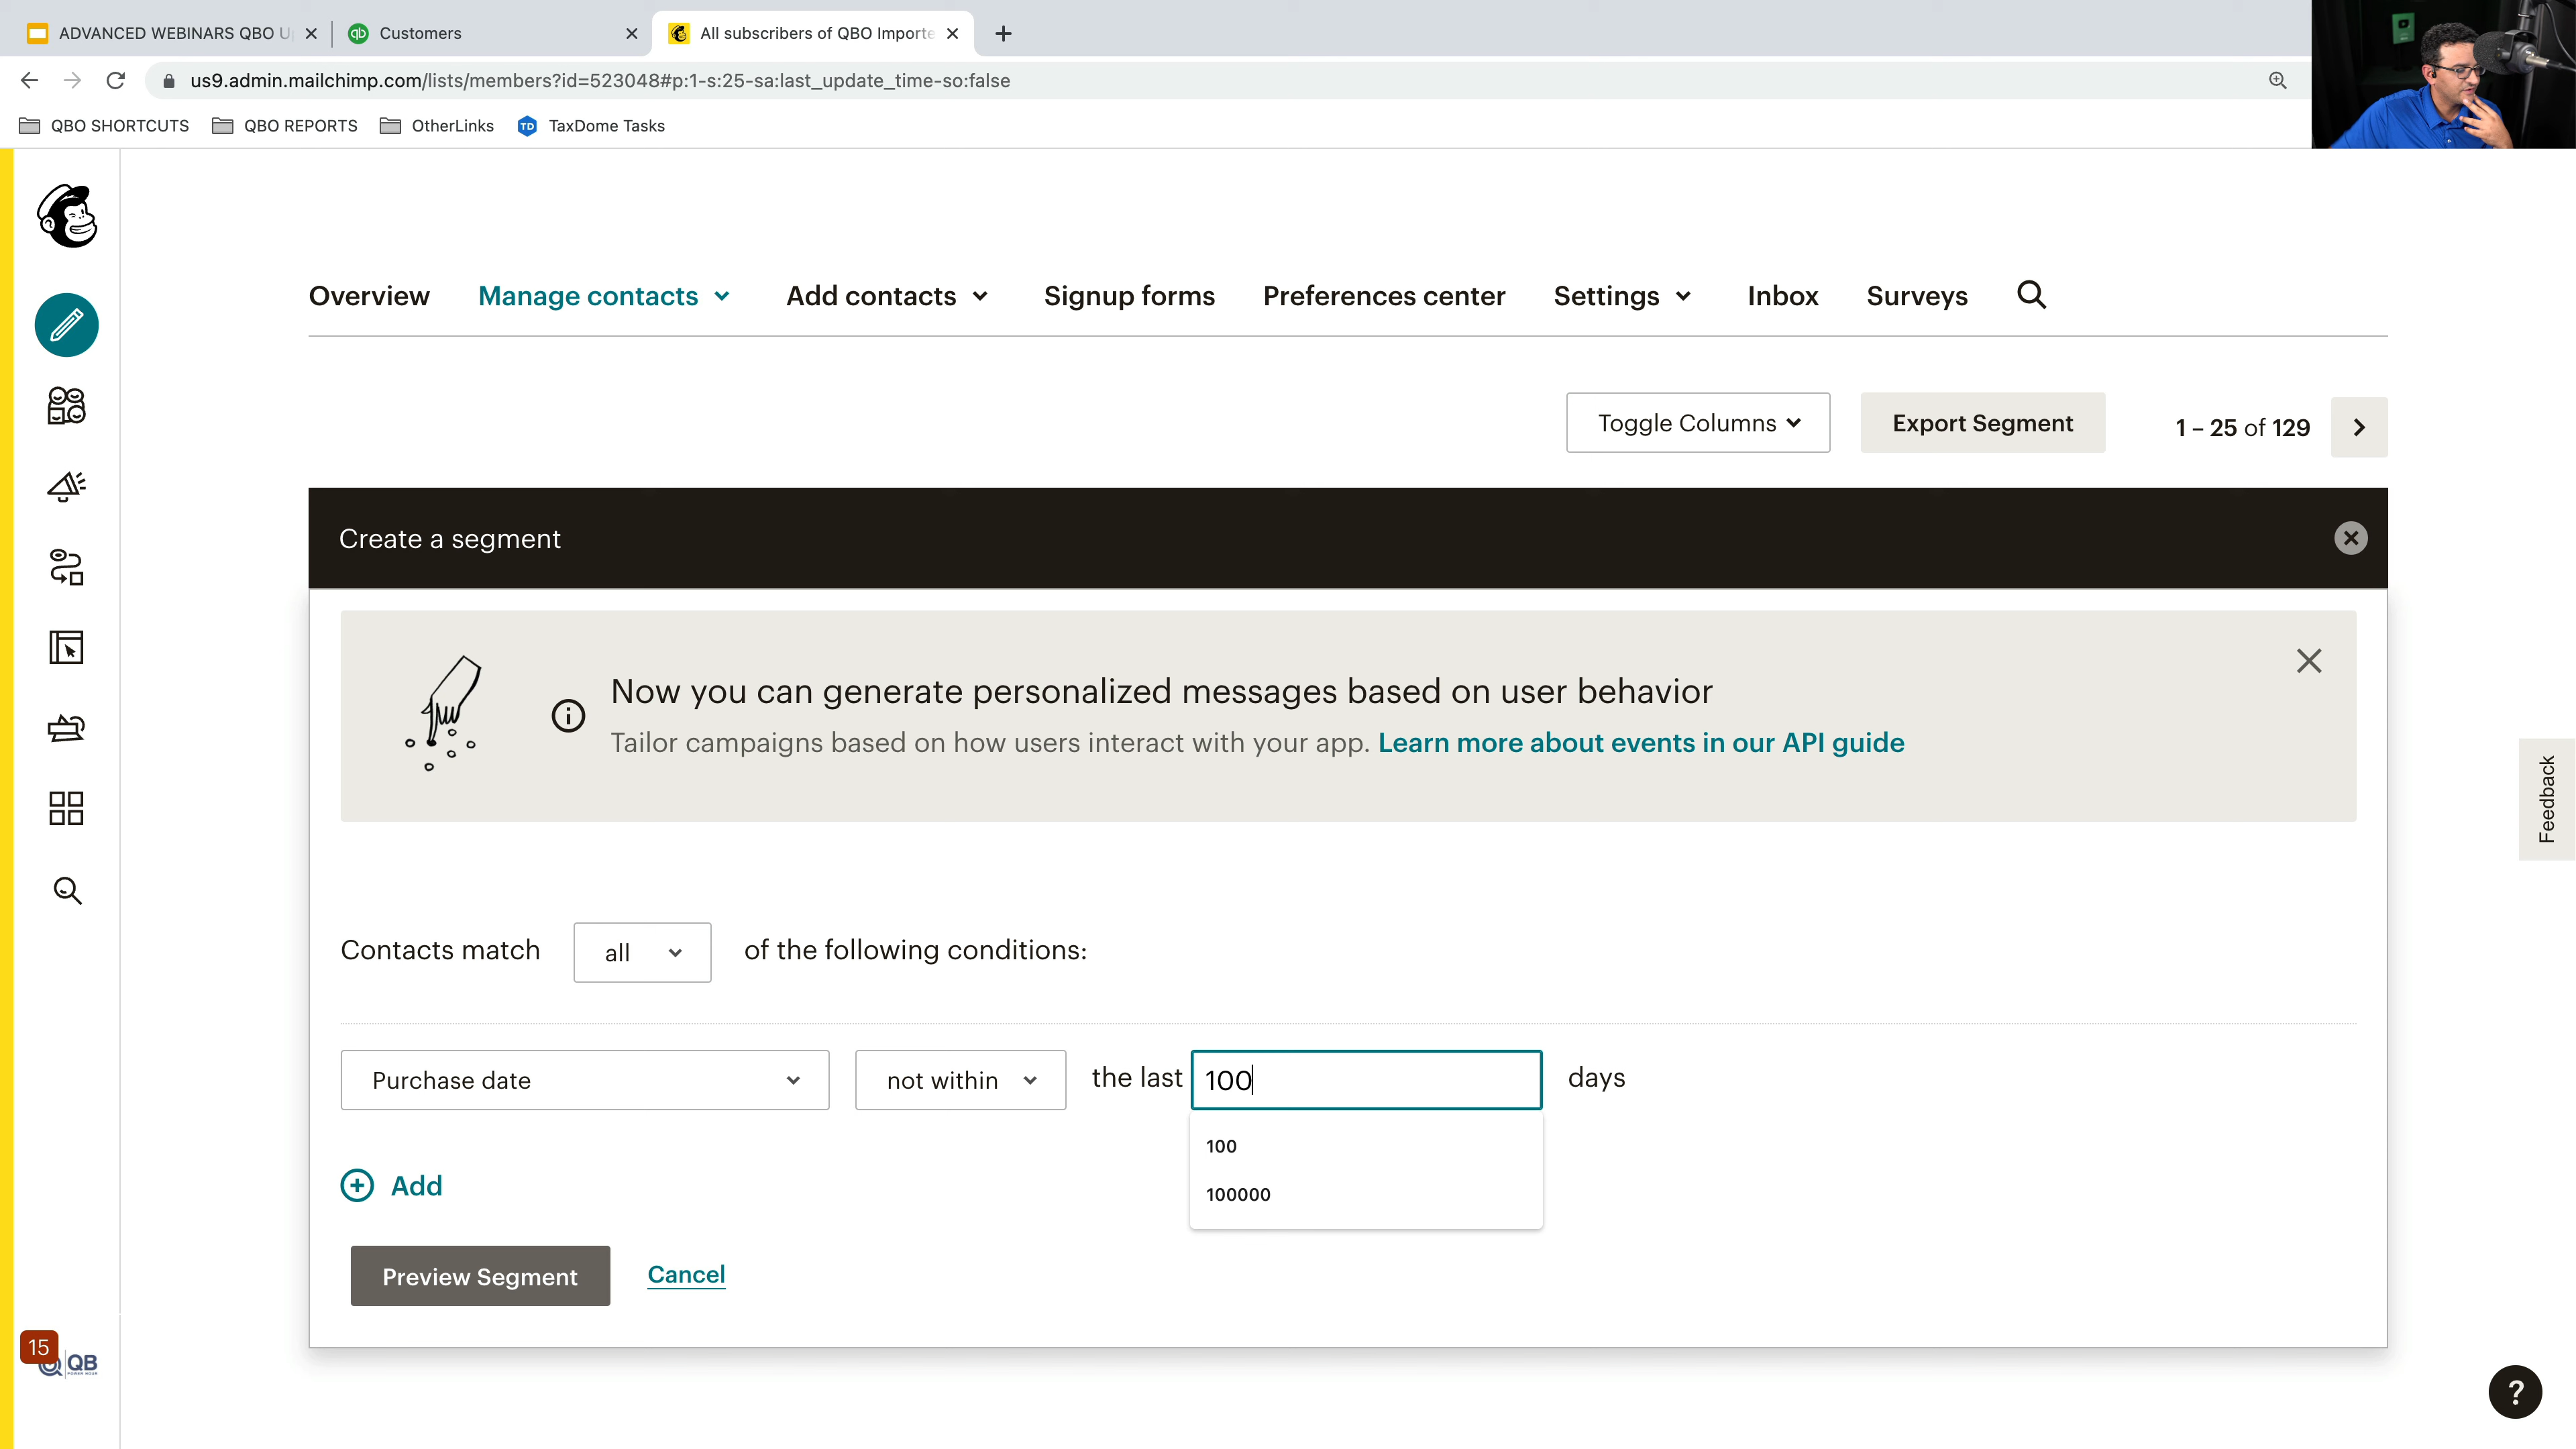 ADVANCED WEBINARS QBO U
Customers
All subscribers of QBO Importe
us9.admin.mailchimp.com/lists/members?id=523048#p:1-s:25-sa:last_update_time-so:false
QBO SHORTCUTS
QBO REPORTS
OtherLinks
TD
TaxDome Tasks
Overview
Manage contacts
Add contacts
Signup forms
Preferences center
Settings
Inbox
Surveys
Toggle Columns
Export Segment
1 – 25 of 129
Create a segment
Now you can generate personalized messages based on user behavior
Tailor campaigns based on how users interact with your app. Learn more about events in our API guide
Feedback
Contacts match all of the following conditions:
Purchase date not within the last 100 days
100
100000
Add
Preview Segment
Cancel
15
QB
POWER HOUR
?